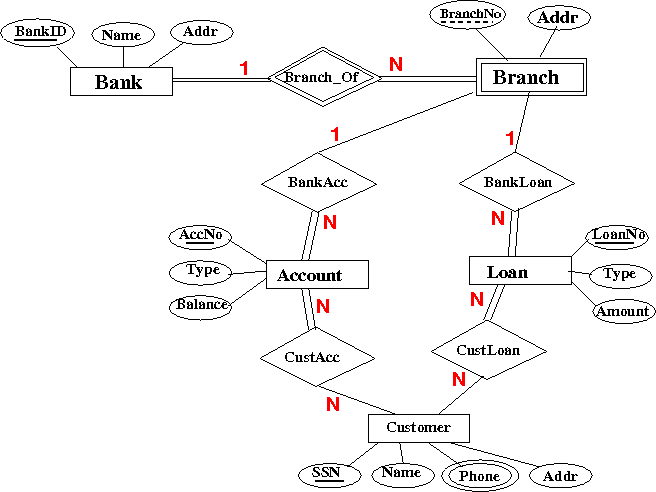 BankID
Name
Addr
BranchNo
Addr
Bank
1
Branch_Of
N
Branch
1
1
BankAcc
BankLoan
N
N
AccNo
Type
Balance
Account
Loan
LoanNo
Type
Amount
N
N
CustAcc
CustLoan
N
N
Customer
SSN
Name
Phone
Addr